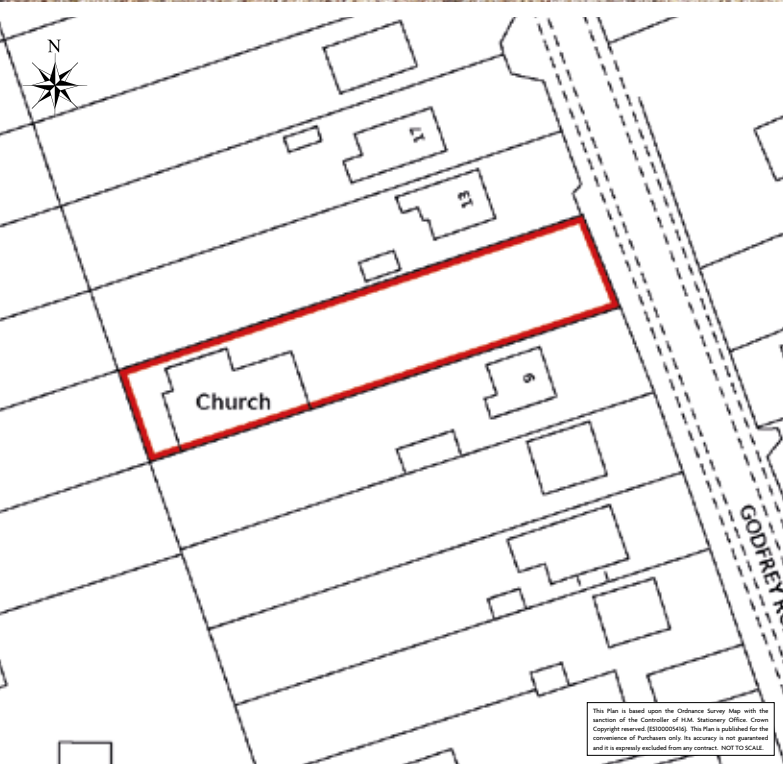 N
17
13
Church
9
GODFREY
This Plan is based upon the Ordnance Survey Map with the
sanction of the Controller of H.M. Stationery Office. Crown
Copyright reserved. (ES100005416). This Plan is published for the
convenience of Purchasers only. Its accuracy is not guaranteed
and it is expressly excluded from any contract. NOT TO SCALE.